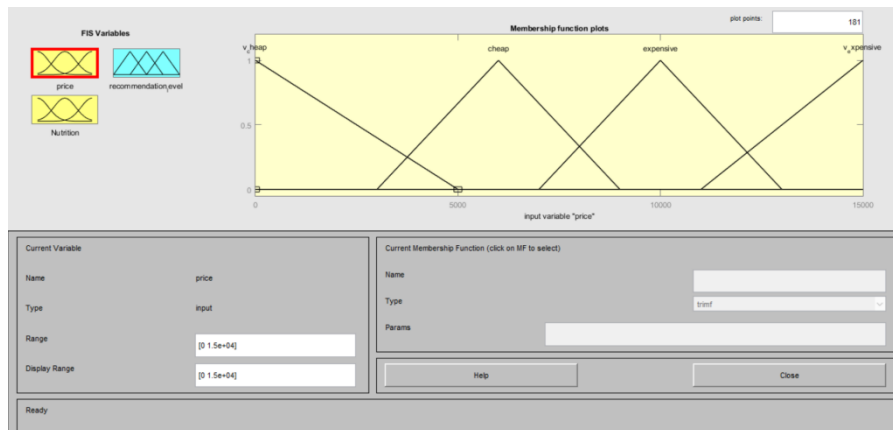 FIS Variables
price
recommendation_level
Nutrition
Membership function plots
plot points:
181
v_cheap
cheap
expensive
v_expensive
1
0.5
0
0
5000
10000
15000
input variable "price"
Current Variable
Name
price
Type
input
Range
[0 1.5e+04]
Display Range
[0 1.5e+04]
Current Membership Function (click on MF to select)
Name
Type
trimf
Params
Help
Close
Ready